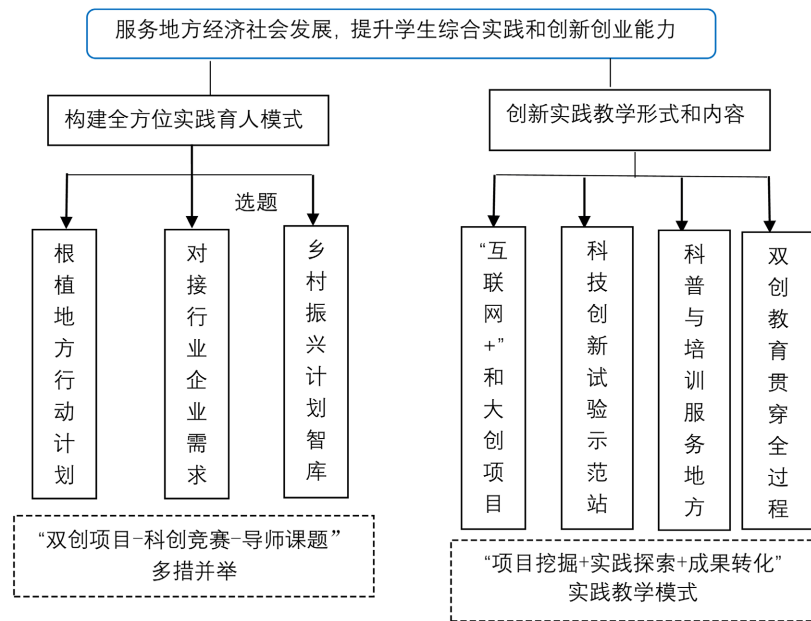 服务地方经济社会发展，提升学生综合实践和创新创业能力
构建全方位实践育人模式
创新实践教学形式和内容
选题
根植地方行动计划
对接行业企业需求
乡村振兴计划智库
“互联网+”和大创项目
科技创新试验示范站
科普与培训服务地方
双创教育贯穿全过程
“双创项目-科创竞赛-导师课题”
多措并举
“项目挖掘+实践探索+成果转化”
实践教学模式